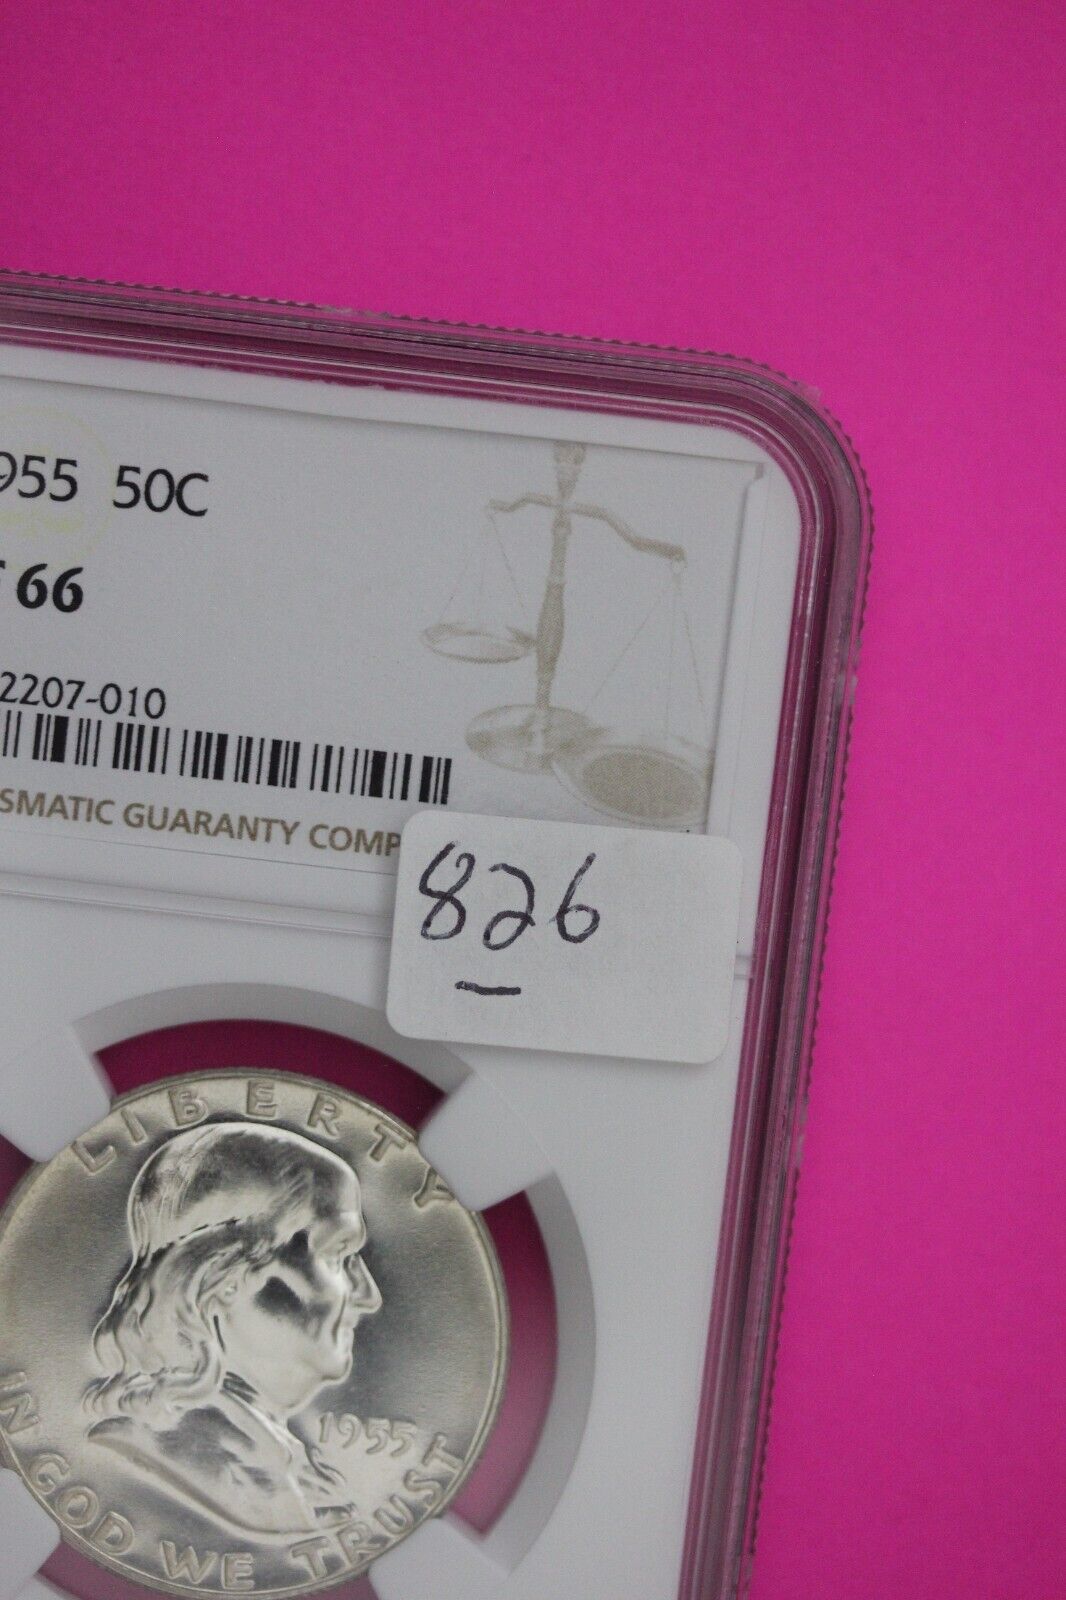 955 50C
66
2207-010
SMATIC GUARANTY COMP
826
LIBERTY
1955
IN GOD WE TRUST